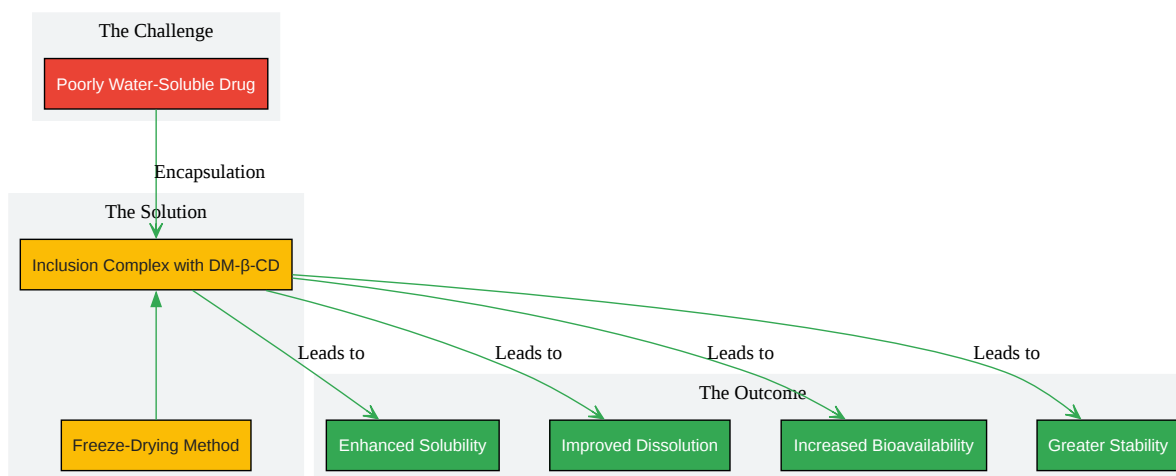 The Challenge
Poorly Water-Soluble Drug
Encapsulation
The Solution
Inclusion Complex with DM-β-CD
Leads to
Leads to
Leads to
Leads to
The Outcome
Freeze-Drying Method
Enhanced Solubility
Improved Dissolution
Increased Bioavailability
Greater Stability